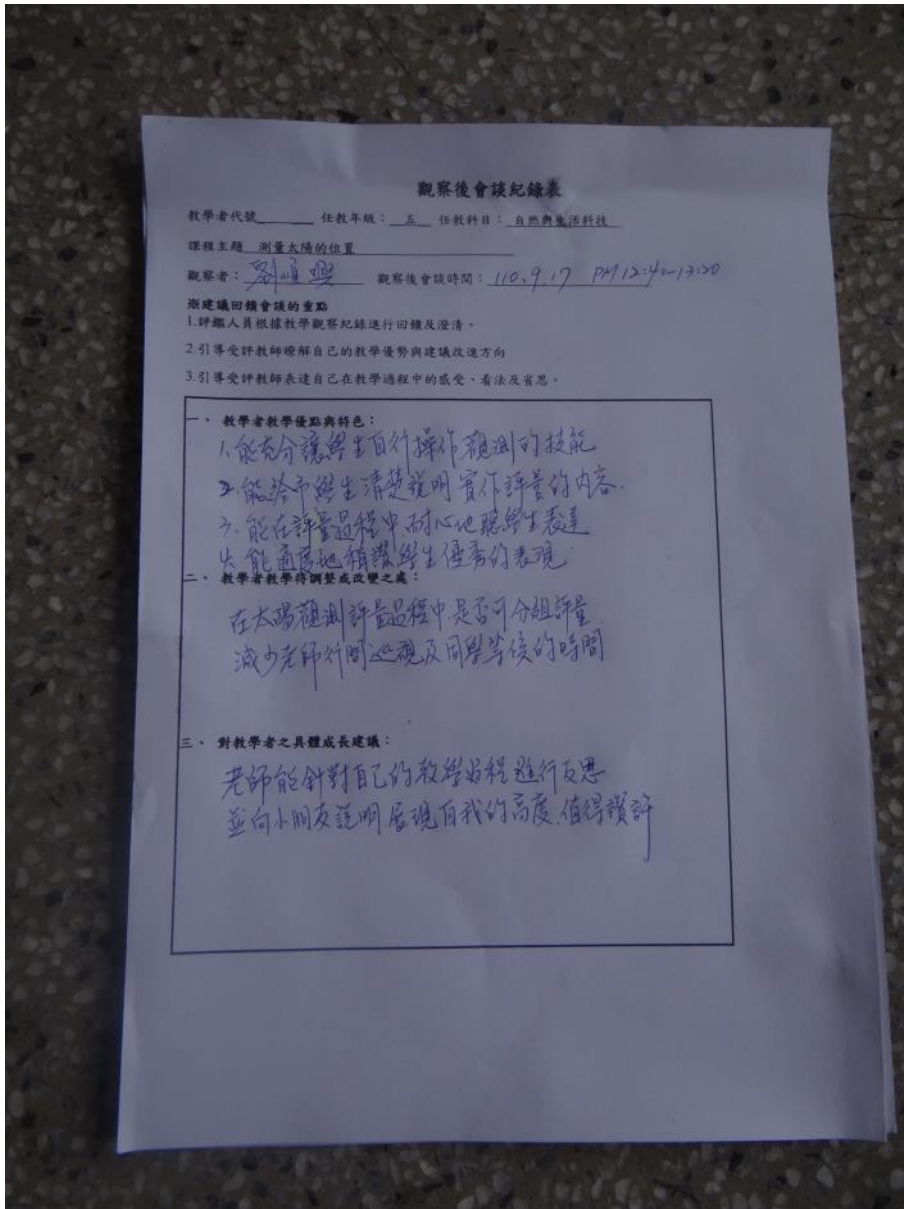 觀察後會談紀錄表
教學者代號______ 任教年級： 五 任教科目：自然與生活科技
課程主題 測量太陽的位置
觀察者：劉順興 觀察後會談時間：110.9.17 PM 12:40-13:20
※建議回饋會談的重點
1.評鑑人員根據教學觀察紀錄進行回饋及澄清。
2.引導受評教師瞭解自己的教學優勢與建議改進方向
3.引導受評教師表達自己在教學過程中的感受、看法及省思。
一、 教學者教學優點與特色：
1、能充分讓學生自行操作觀測的技能
2、能給予學生清楚說明實作評量的內容.
3、能在評量過程中耐心地聽學生表達
4、能適度地稱讚學生優秀的表現
二、 教學者教學待調整或改變之處：
在太陽觀測評量過程中是否可分組評量
減少老師行間巡視及同學等候的時間
三、 對教學者之具體成長建議：
老師能針對自己的教學過程進行反思
並向小朋友說明展現自我的高度,值得讚許